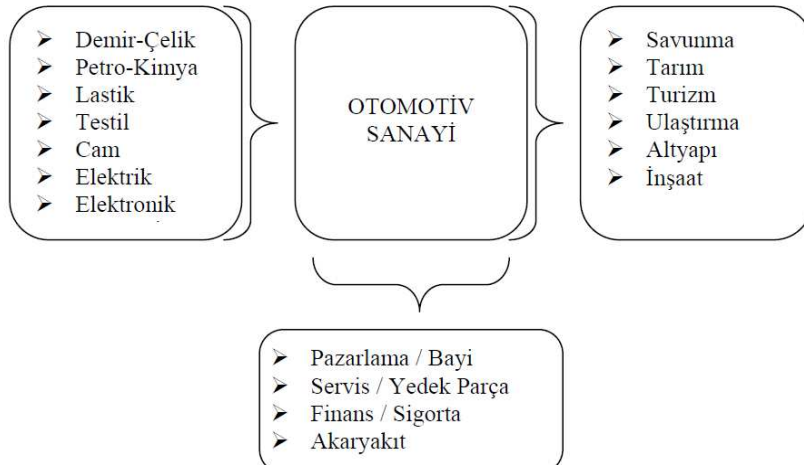 ➢ Demir-Çelik
➢ Petro-Kimya
➢ Lastik
➢ Testil
➢ Cam
➢ Elektrik
➢ Elektronik
OTOMOTİV
SANAYİ
➢ Savunma
➢ Tarım
➢ Turizm
➢ Ulaştırma
➢ Altyapı
➢ İnşaat
➢ Pazarlama / Bayi
➢ Servis / Yedek Parça
➢ Finans / Sigorta
➢ Akaryakıt